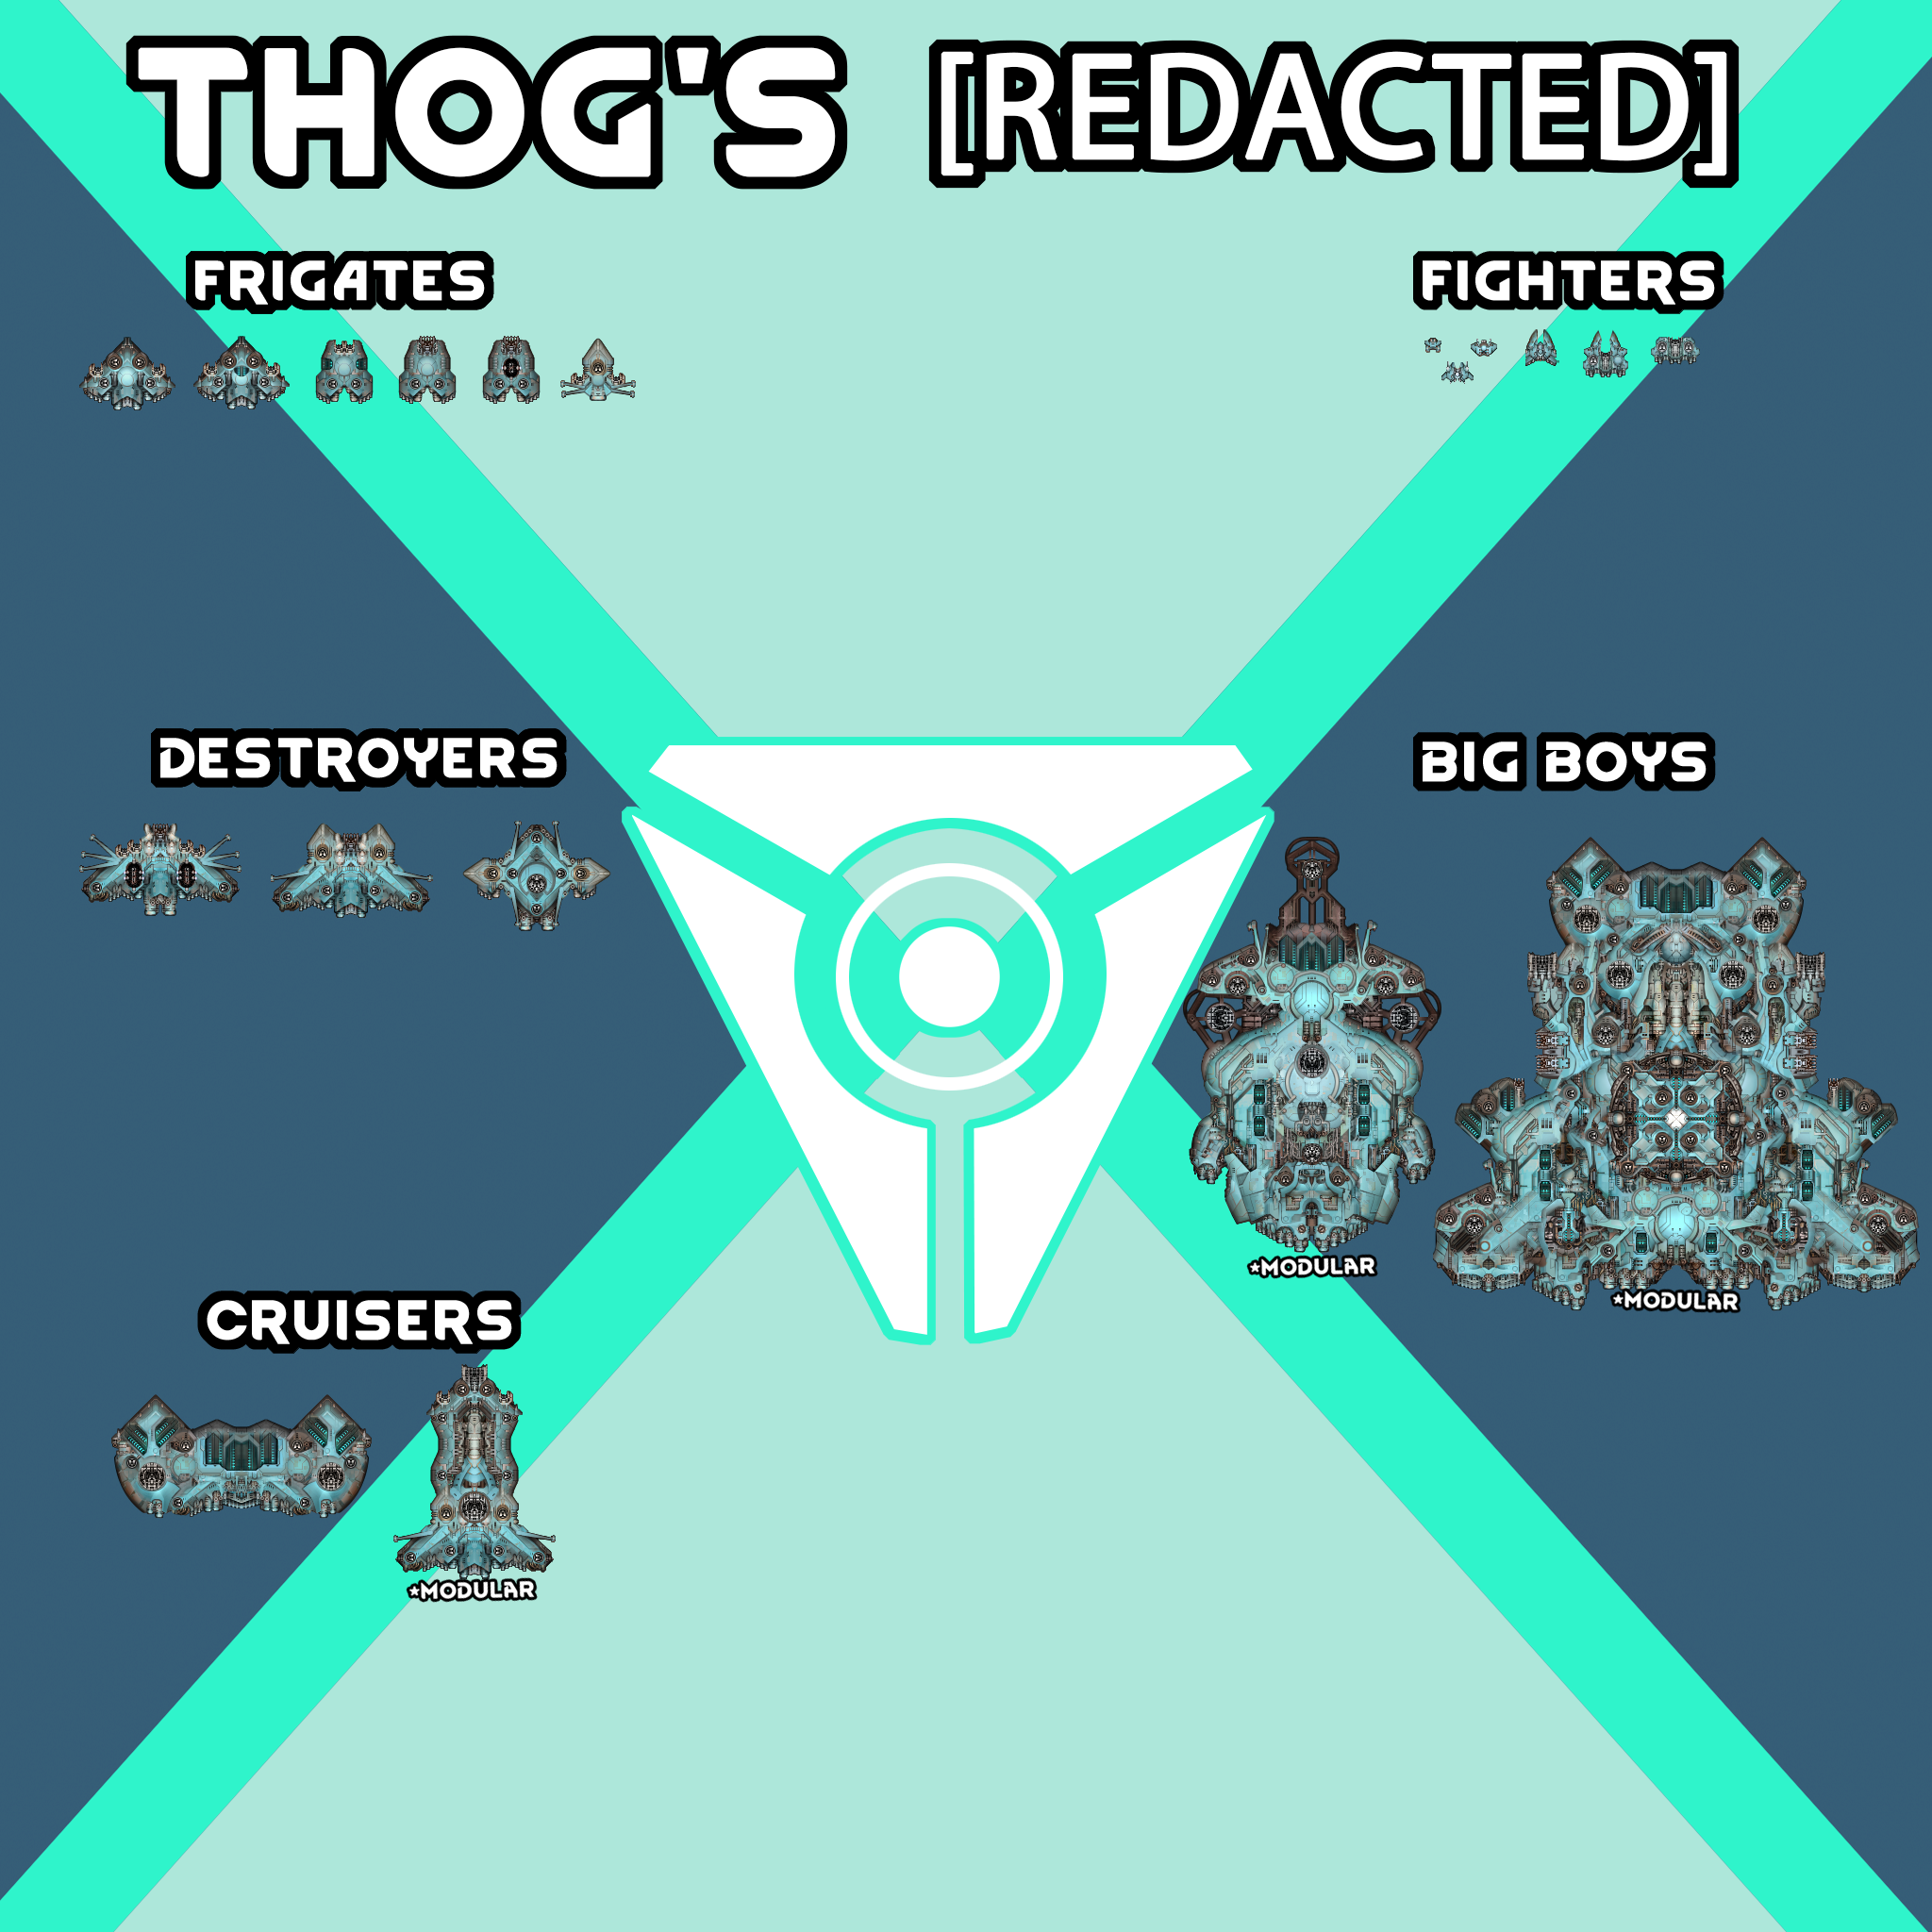 THOG'S [REDACTED]
FRIGATES
FIGHTERS
DESTROYERS
BIG BOYS
*MODULAR
*MODULAR
CRUISERS
*MODULAR